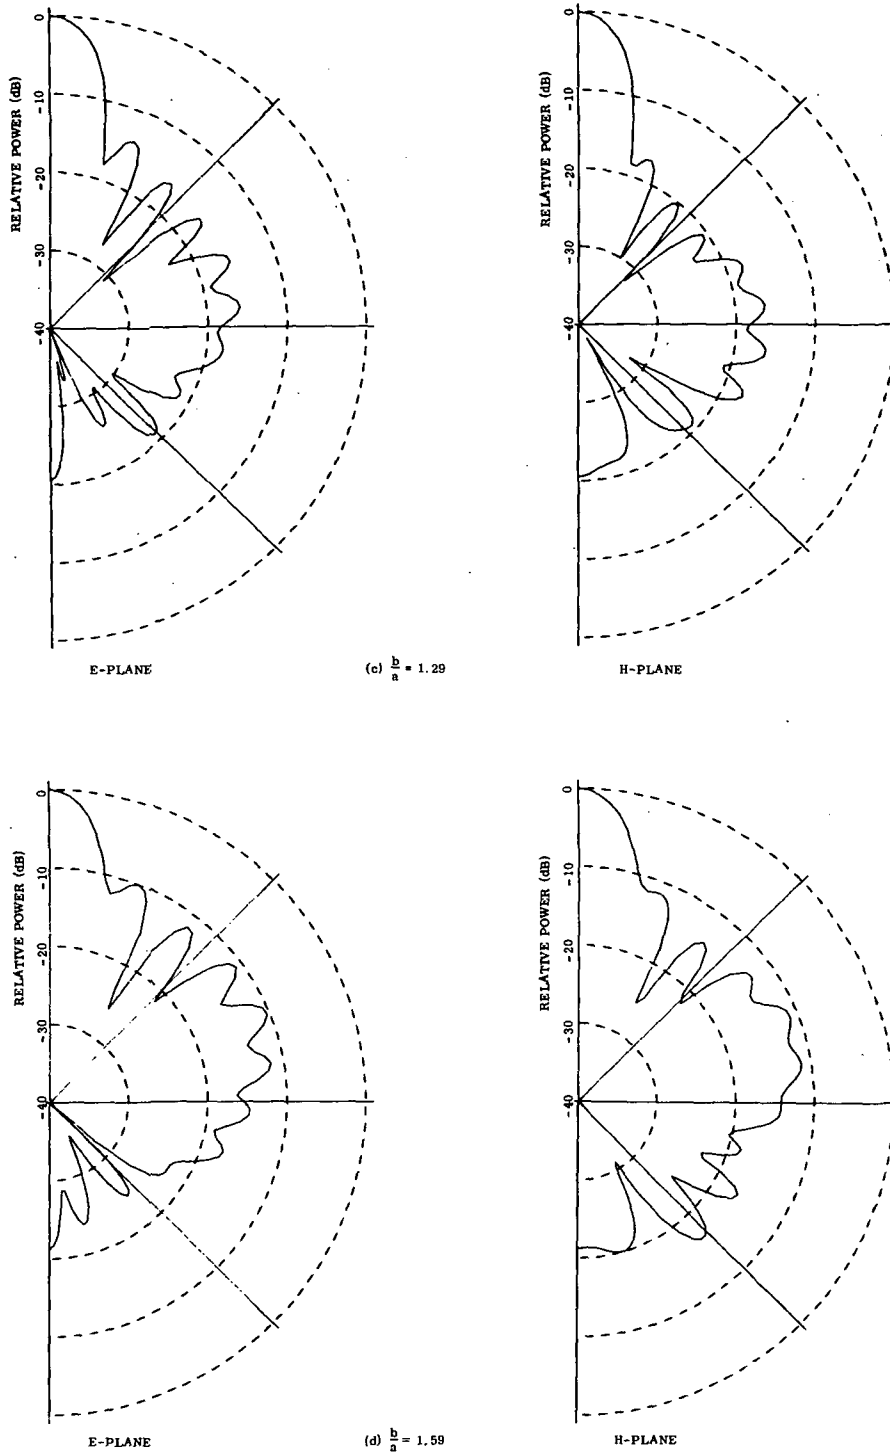 RELATIVE POWER (dB)
0
-10
-20
-30
-40
E-PLANE
RELATIVE POWER (dB)
0
-10
-20
-30
-40
H-PLANE
(c) b/a = 1.29
RELATIVE POWER (dB)
0
-10
-20
-30
-40
E-PLANE
RELATIVE POWER (dB)
0
-10
-20
-30
-40
H-PLANE
(d) b/a = 1.59